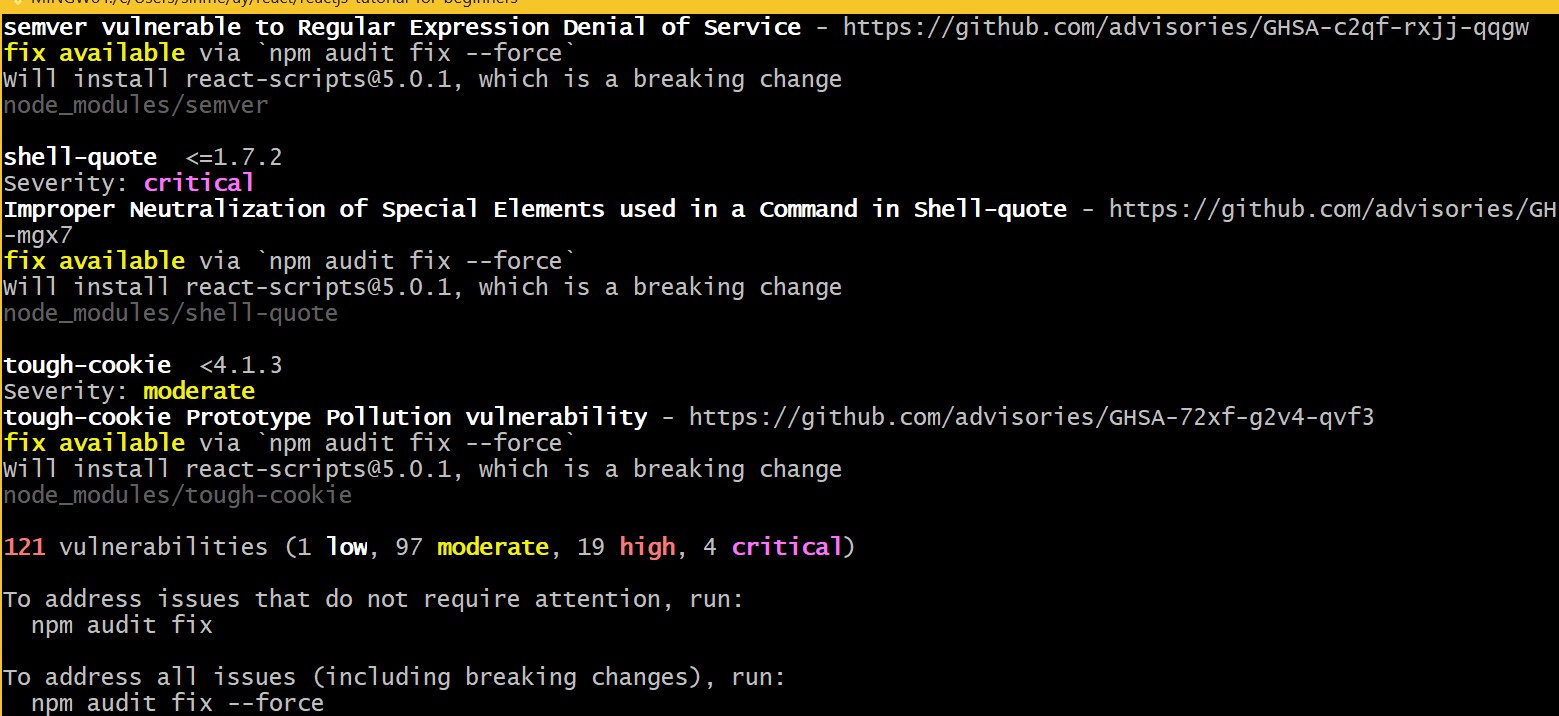 semver vulnerable to Regular Expression Denial of Service - https://github.com/advisories/GHSA-c2qf-rxjj-qqgw
fix available via `npm audit fix --force`
Will install react-scripts@5.0.1, which is a breaking change
node_modules/semver
shell-quote  <=1.7.2
Severity: critical
Improper Neutralization of Special Elements used in a Command in Shell-quote - https://github.com/advisories/GH
-mgx7
fix available via `npm audit fix --force`
Will install react-scripts@5.0.1, which is a breaking change
node_modules/shell-quote
tough-cookie  <4.1.3
Severity: moderate
tough-cookie Prototype Pollution vulnerability - https://github.com/advisories/GHSA-72xf-g2v4-qvf3
fix available via `npm audit fix --force`
Will install react-scripts@5.0.1, which is a breaking change
node_modules/tough-cookie
121 vulnerabilities (1 low, 97 moderate, 19 high, 4 critical)
To address issues that do not require attention, run:
  npm audit fix
To address all issues (including breaking changes), run:
  npm audit fix --force